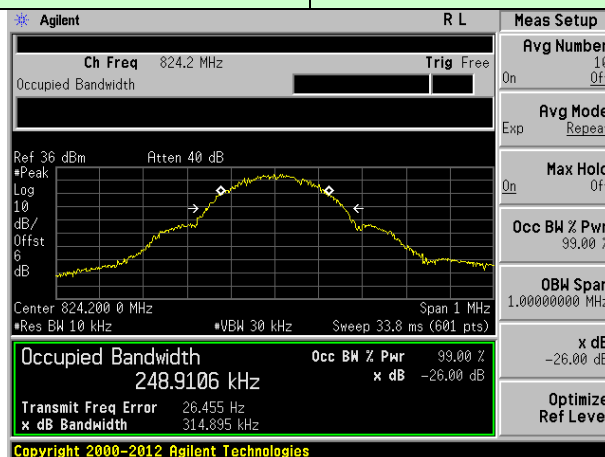 Agilent R L Meas Setup
Ch Freq 824.2 MHz Trig Free
Occupied Bandwidth
Avg Number
10
On Off
Avg Mode
Exp Repeat
Max Hold
On Off
Occ BW % Pwr
99.00 %
OBW Span
1.00000000 MHz
x dB
-26.00 dB
Optimize
Ref Level
Ref 36 dBm Atten 40 dB
#Peak
Log
10
dB/
Offst
6
dB
Center 824.200 0 MHz Span 1 MHz
#Res BW 10 kHz #VBW 30 kHz Sweep 33.8 ms (601 pts)
Occupied Bandwidth Occ BW % Pwr 99.00 %
248.9106 kHz x dB -26.00 dB
Transmit Freq Error 26.455 Hz
x dB Bandwidth 314.895 kHz
Copyright 2000-2012 Agilent Technologies